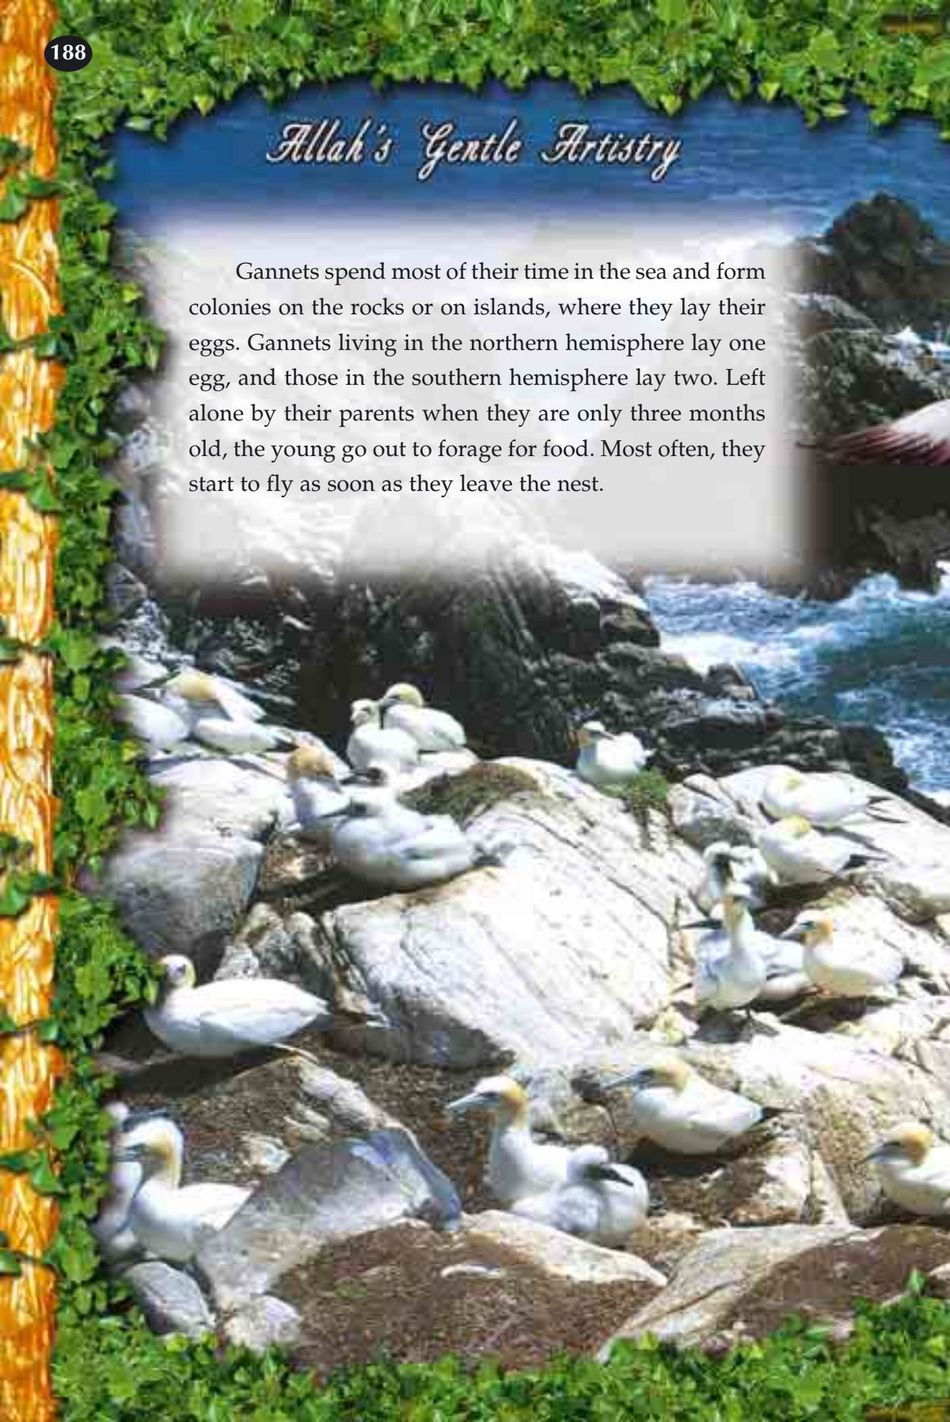 188
Allah's Gentle Artistry
Gannets spend most of their time in the sea and form
colonies on the rocks or on islands, where they lay their
eggs. Gannets living in the northern hemisphere lay one
egg, and those in the southern hemisphere lay two. Left
alone by their parents when they are only three months
old, the young go out to forage for food. Most often, they
start to fly as soon as they leave the nest.